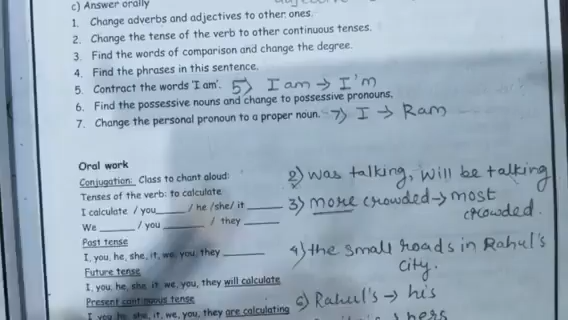 c) Answer orally
1. Change adverbs and adjectives to other ones.
2. Change the tense of the verb to other continuous tenses.
3. Find the words of comparison and change the degree.
4. Find the phrases in this sentence.
5. Contract the words 'I am'. 5) I am → I'm
6. Find the possessive nouns and change to possessive pronouns.
7. Change the personal pronoun to a proper noun. 7) I → Ram
Oral work
Conjugation: Class to chant aloud:
Tenses of the verb: to calculate
I calculate / you______ / he /she/ it ______
We ______ / you ______ / they ______
Past tense
I, you, he, she, it, we, you, they ______
Future tense
I, you, he, she, it, we, you, they will calculate
Present continuous tense
I, you, he, she, it, we, you, they are calculating
2) was talking, will be talking
3) more crowded → most
crowded.
4) the small roads in Rahul's
city.
6) Rahul's → his
hers